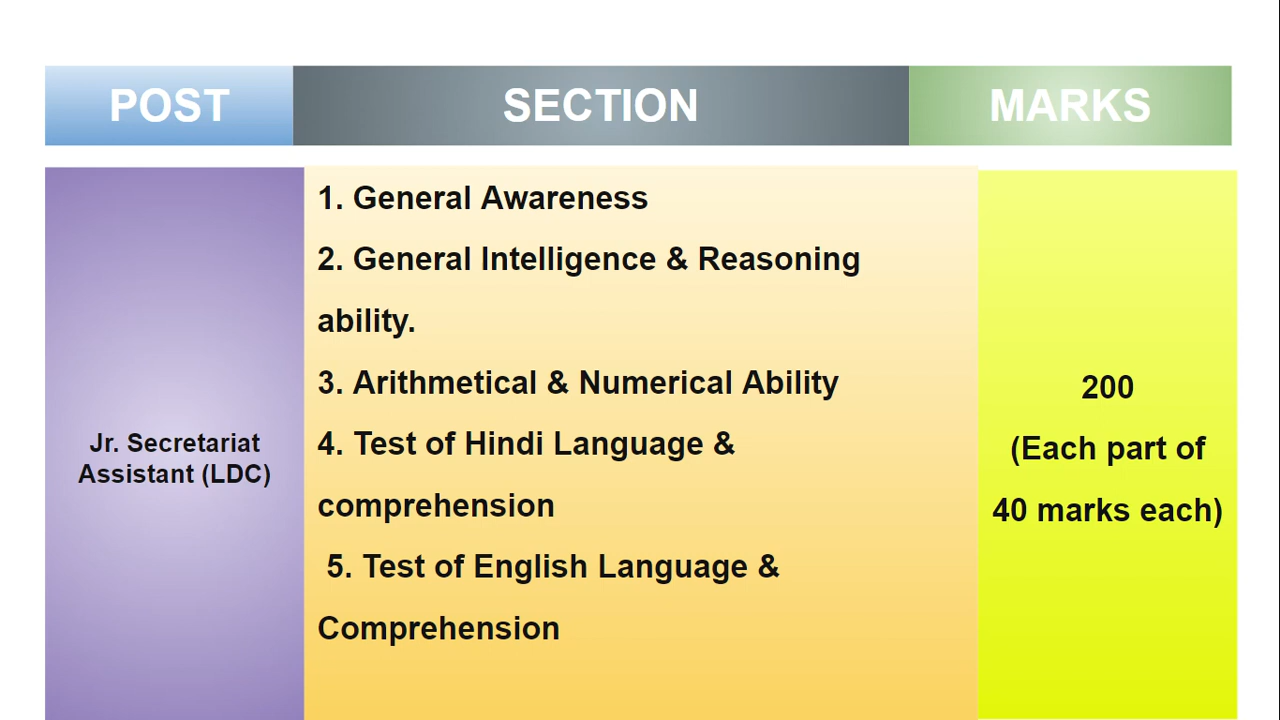 POST SECTION MARKS
1. General Awareness
2. General Intelligence & Reasoning
ability.
3. Arithmetical & Numerical Ability
4. Test of Hindi Language &
comprehension
5. Test of English Language &
Comprehension
Jr. Secretariat
Assistant (LDC)
200
(Each part of
40 marks each)